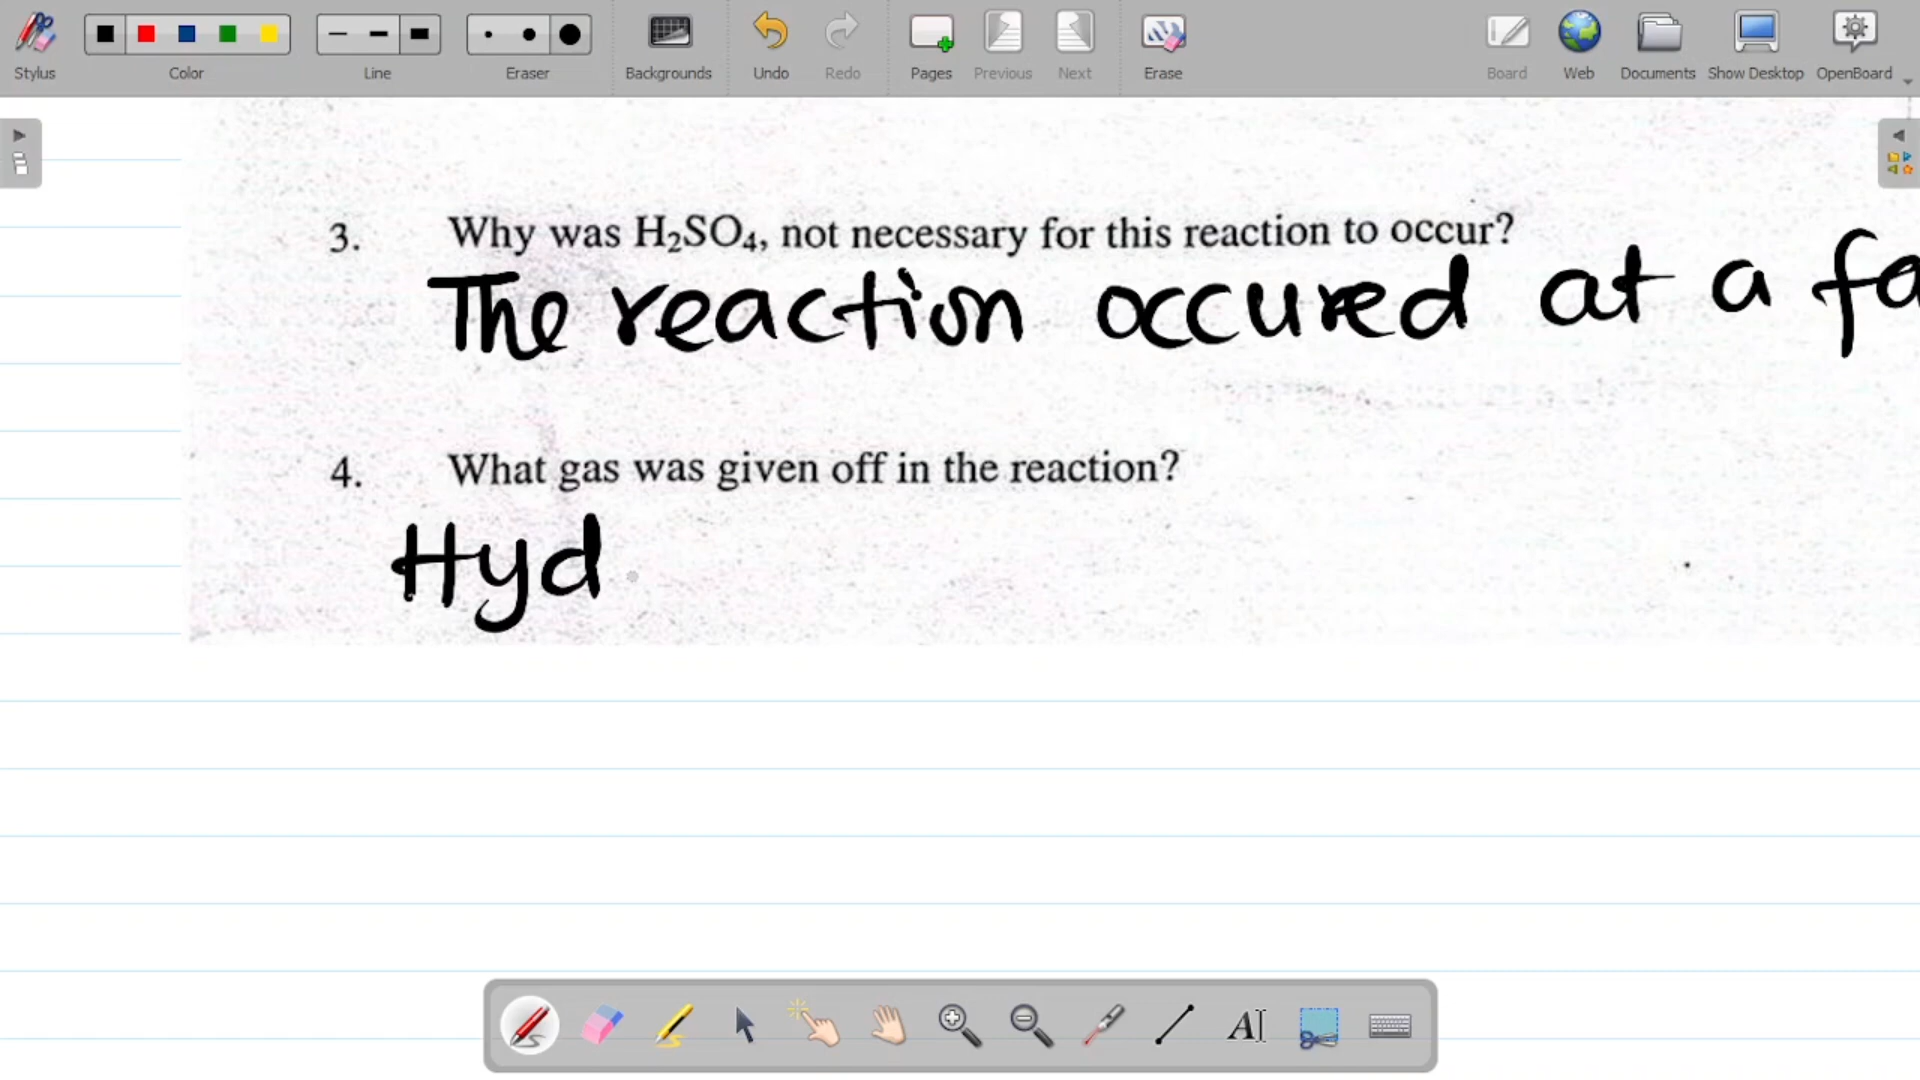 Stylus Color Line Eraser Backgrounds Undo Redo Pages Previous Next Erase Board Web Documents Show Desktop OpenBoard
3. Why was H₂SO₄, not necessary for this reaction to occur?
The reaction occured at a fa
4. What gas was given off in the reaction?
Hyd